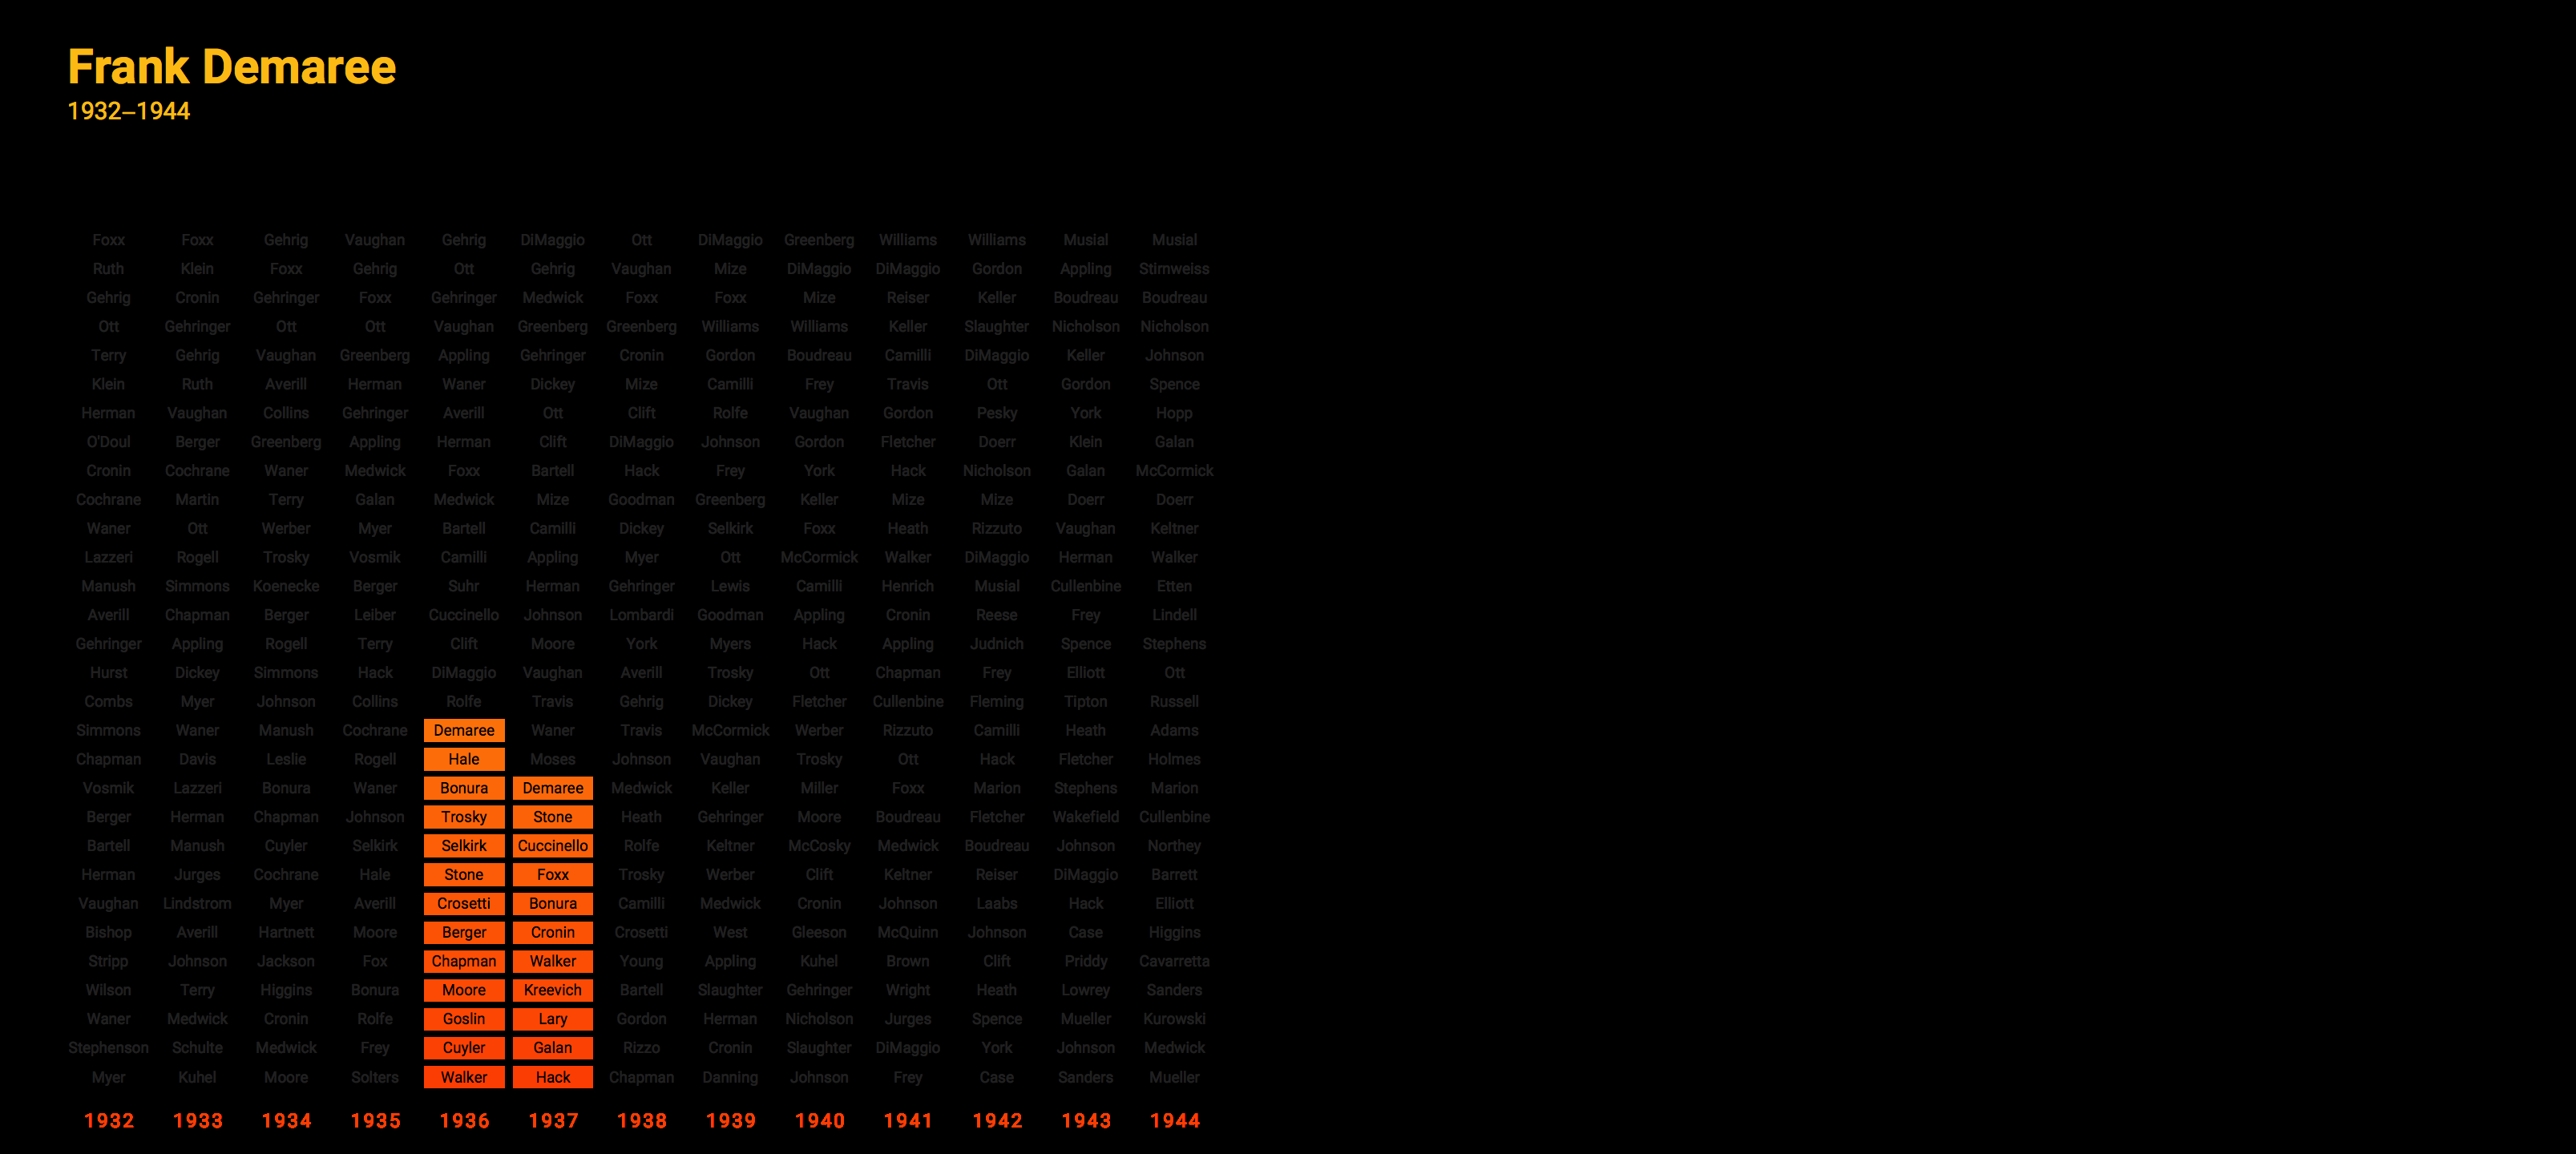 Frank Demaree
1932–1944
Foxx Foxx Gehrig Vaughan Gehrig DiMaggio Ott DiMaggio Greenberg Williams Williams Musial Musial
Ruth Klein Foxx Gehrig Ott Gehrig Vaughan Mize DiMaggio DiMaggio Gordon Appling Stirnweiss
Gehrig Cronin Gehringer Foxx Gehringer Medwick Foxx Foxx Mize Reiser Keller Boudreau Boudreau
Ott Gehringer Ott Ott Vaughan Greenberg Greenberg Williams Williams Keller Slaughter Nicholson Nicholson
Terry Gehrig Vaughan Greenberg Appling Gehringer Cronin Gordon Boudreau Camilli DiMaggio Keller Johnson
Klein Ruth Averill Herman Waner Dickey Mize Camilli Frey Travis Ott Gordon Spence
Herman Vaughan Collins Gehringer Averill Ott Clift Rolfe Vaughan Gordon Pesky York Hopp
O'Doul Berger Greenberg Appling Herman Clift DiMaggio Johnson Gordon Fletcher Doerr Klein Galan
Cronin Cochrane Waner Medwick Foxx Bartell Hack Frey York Hack Nicholson Galan McCormick
Cochrane Martin Terry Galan Medwick Mize Goodman Greenberg Keller Mize Mize Doerr Doerr
Waner Ott Werber Myer Bartell Camilli Dickey Selkirk Foxx Heath Rizzuto Vaughan Keltner
Lazzeri Rogell Trosky Vosmik Camilli Appling Myer Ott McCormick Walker DiMaggio Herman Walker
Manush Simmons Koenecke Berger Suhr Herman Gehringer Lewis Camilli Henrich Musial Cullenbine Etten
Averill Chapman Berger Leiber Cuccinello Johnson Lombardi Goodman Appling Cronin Reese Frey Lindell
Gehringer Appling Rogell Terry Clift Moore York Myers Hack Appling Judnich Spence Stephens
Hurst Dickey Simmons Hack DiMaggio Vaughan Averill Trosky Ott Chapman Frey Elliott Ott
Combs Myer Johnson Collins Rolfe Travis Gehrig Dickey Fletcher Cullenbine Fleming Tipton Russell
Simmons Waner Manush Cochrane Demaree Waner Travis McCormick Werber Rizzuto Camilli Heath Adams
Chapman Davis Leslie Rogell Hale Moses Johnson Vaughan Trosky Ott Hack Fletcher Holmes
Vosmik Lazzeri Bonura Waner Bonura Demaree Medwick Keller Miller Foxx Marion Stephens Marion
Berger Herman Chapman Johnson Trosky Stone Heath Gehringer Moore Boudreau Fletcher Wakefield Cullenbine
Bartell Manush Cuyler Selkirk Selkirk Cuccinello Rolfe Keltner McCosky Medwick Boudreau Johnson Northey
Herman Jurges Cochrane Hale Stone Foxx Trosky Werber Clift Keltner Reiser DiMaggio Barrett
Vaughan Lindstrom Myer Averill Crosetti Bonura Camilli Medwick Cronin Johnson Laabs Hack Elliott
Bishop Averill Hartnett Moore Berger Cronin Crosetti West Gleeson McQuinn Johnson Case Higgins
Stripp Johnson Jackson Fox Chapman Walker Young Appling Kuhel Brown Clift Priddy Cavarretta
Wilson Terry Higgins Bonura Moore Kreevich Bartell Slaughter Gehringer Wright Heath Lowrey Sanders
Waner Medwick Cronin Rolfe Goslin Lary Gordon Herman Nicholson Jurges Spence Mueller Kurowski
Stephenson Schulte Medwick Frey Cuyler Galan Rizzo Cronin Slaughter DiMaggio York Johnson Medwick
Myer Kuhel Moore Solters Walker Hack Chapman Danning Johnson Frey Case Sanders Mueller
1932 1933 1934 1935 1936 1937 1938 1939 1940 1941 1942 1943 1944